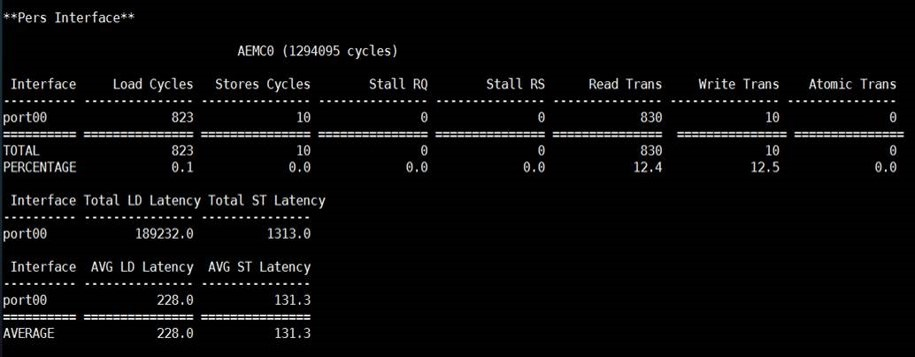 **Pers Interface**
AEMC0 (1294095 cycles)
Interface Load Cycles Stores Cycles Stall RQ Stall RS Read Trans Write Trans Atomic Trans
---------- --------------- --------------- --------------- --------------- --------------- --------------- ---------------
port00 823 10 0 0 830 10 0
========== =============== =============== =============== =============== =============== =============== ===============
TOTAL 823 10 0 0 830 10 0
PERCENTAGE 0.1 0.0 0.0 0.0 12.4 12.5 0.0
Interface Total LD Latency Total ST Latency
---------- --------------- ---------------
port00 189232.0 1313.0
Interface AVG LD Latency AVG ST Latency
---------- --------------- ---------------
port00 228.0 131.3
========== =============== ===============
AVERAGE 228.0 131.3